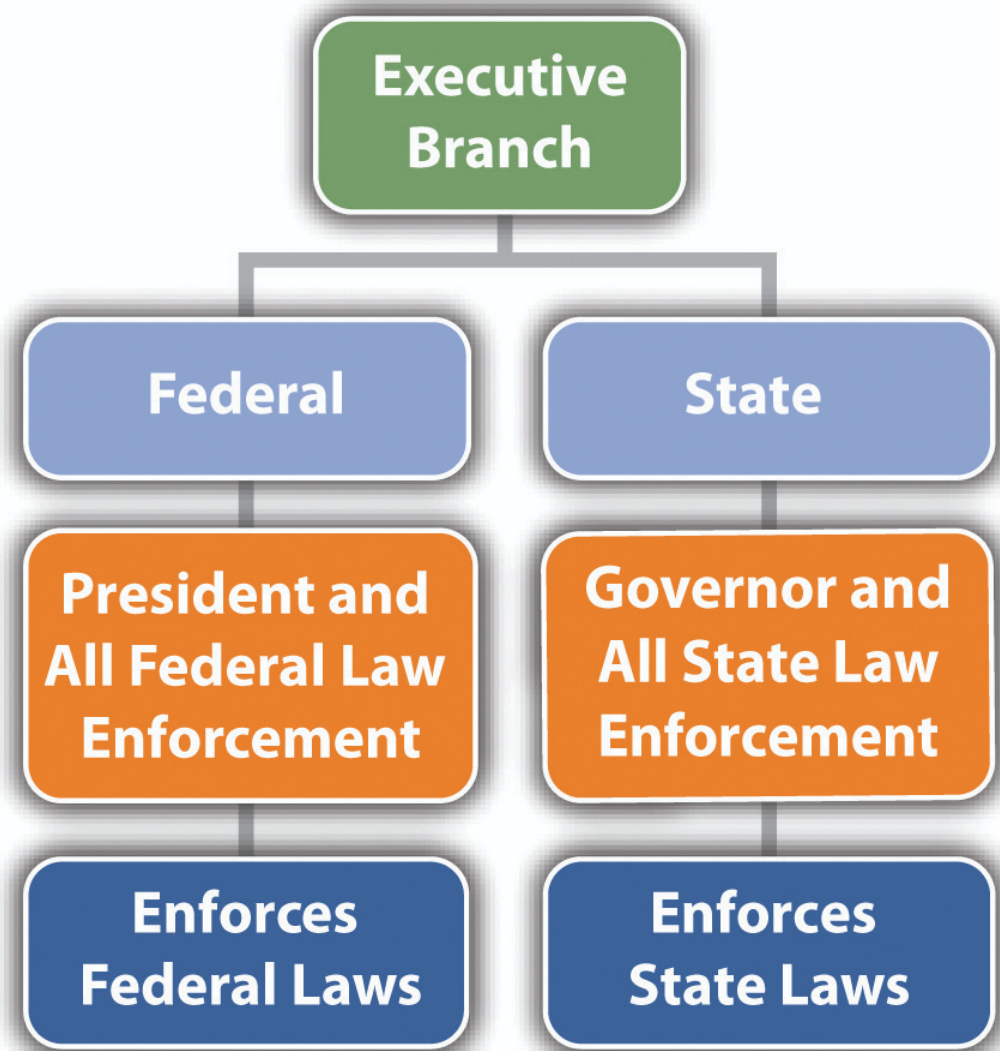 Executive
Branch
Federal
State
President and
All Federal Law
Enforcement
Governor and
All State Law
Enforcement
Enforces
Federal Laws
Enforces
State Laws